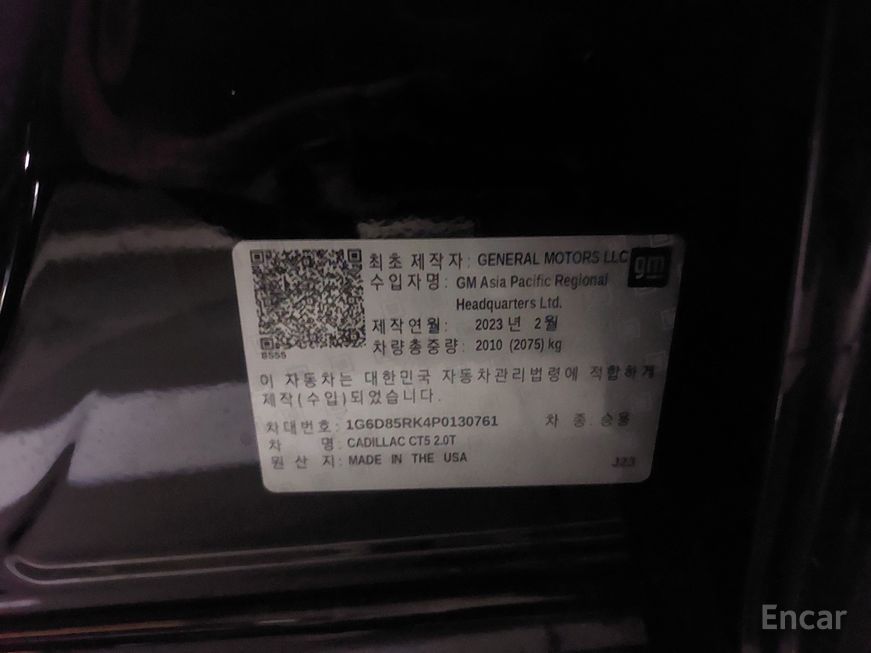 최초 제작자 : GENERAL MOTORS LLC
gm
수입자명 : GM Asia Pacific Regional
Headquarters Ltd.
제작연월 : 2023 년 2 월
차량총중량 : 2010 (2075) kg
8555
이 자동차는 대한민국 자동차관리법령에 적합하게
제작(수입)되었습니다.
차대번호 : 1G6D85RK4P0130761 차 종 : 승용
차 명 : CADILLAC CT5 2.0T
원 산 지 : MADE IN THE USA
J23
Encar